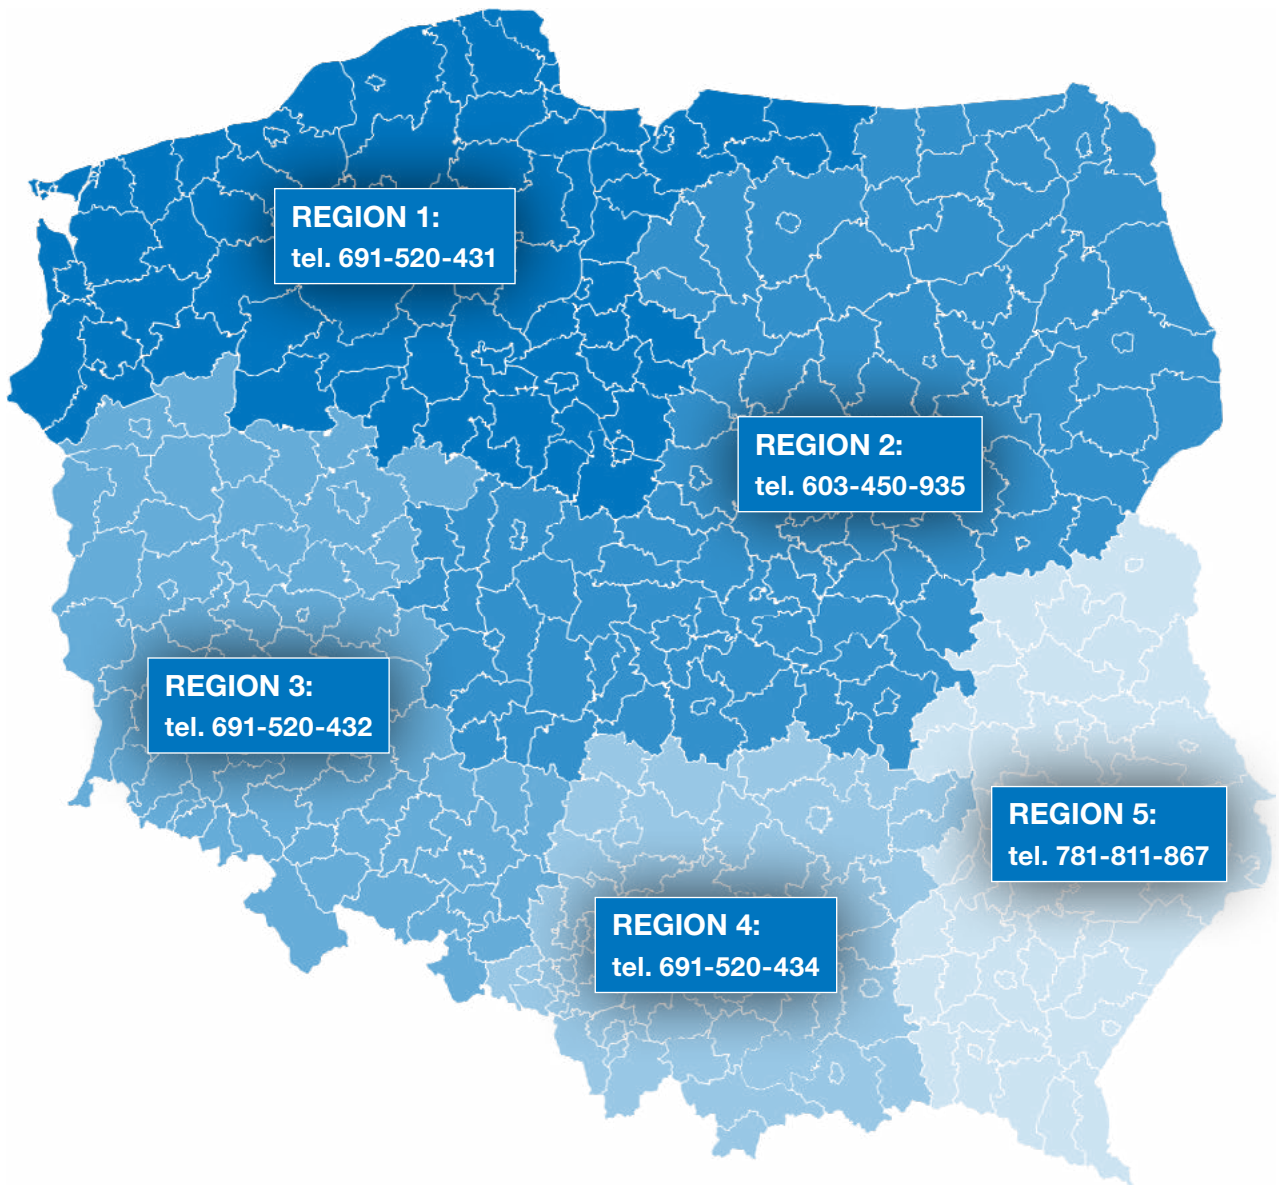 REGION 1:
tel. 691-520-431
REGION 2:
tel. 603-450-935
REGION 3:
tel. 691-520-432
REGION 5:
tel. 781-811-867
REGION 4:
tel. 691-520-434